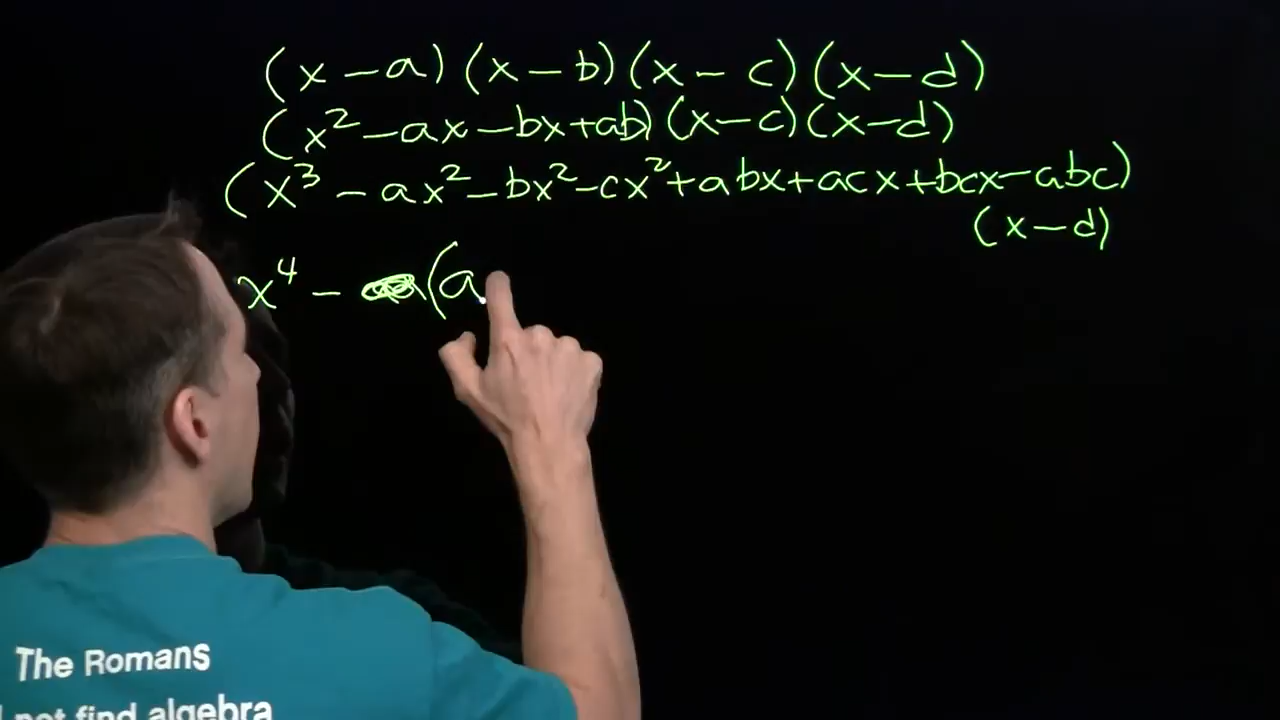 (x - a)(x - b)(x - c)(x - d)
(x² - ax - bx + ab)(x - c)(x - d)
(x³ - ax² - bx² - cx² + abx + acx + bcx - abc)
(x - d)
x⁴ - (a
The Romans
not find algebra